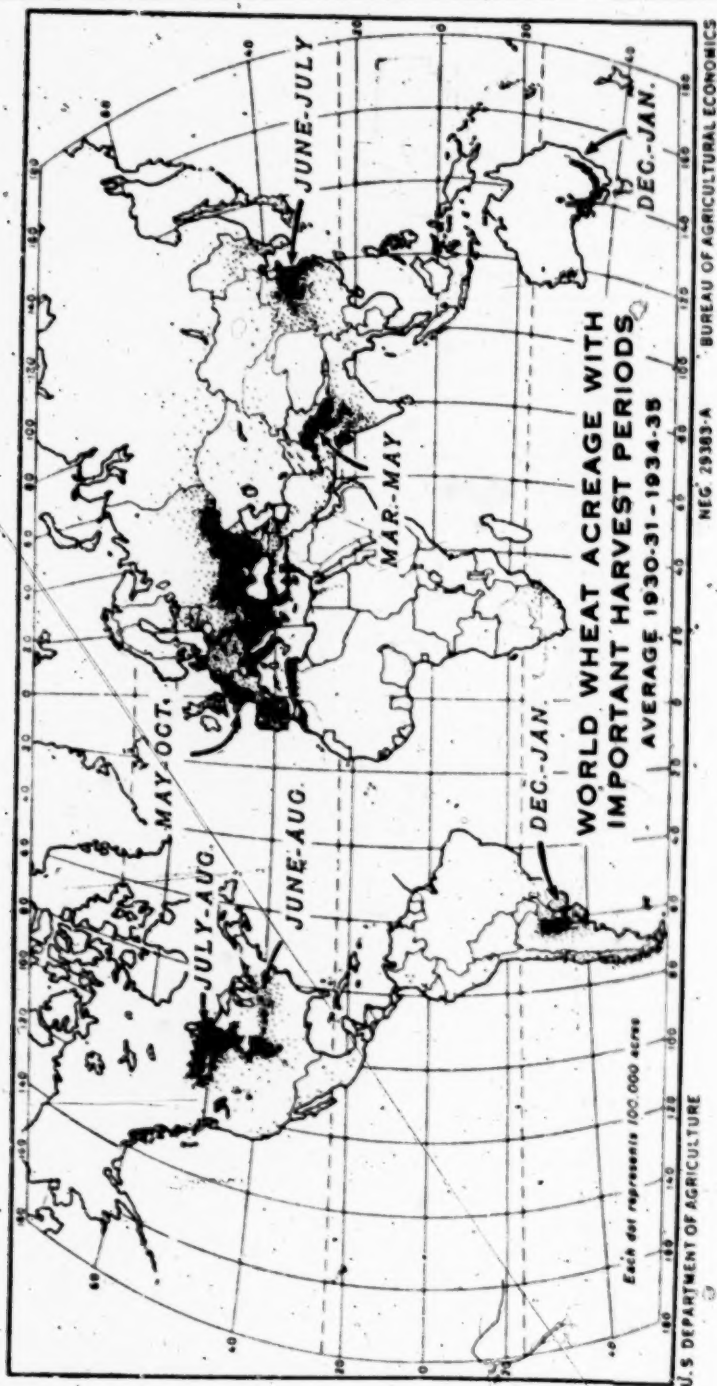 MAY-OCT.
JULY-AUG.
JUNE-AUG.
JUNE-JULY
MAR.-MAY
DEC.-JAN.
DEC.-JAN.
WORLD WHEAT ACREAGE WITH
IMPORTANT HARVEST PERIODS
AVERAGE 1930-31-1934-35
Each dot represents 100,000 acres
U.S. DEPARTMENT OF AGRICULTURE
NEG. 29383-A
BUREAU OF AGRICULTURAL ECONOMICS